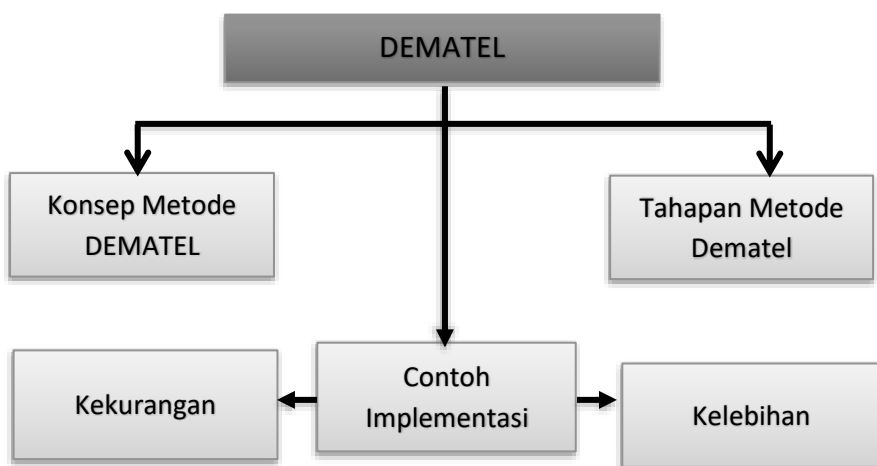 DEMATEL
Konsep Metode
DEMATEL
Tahapan Metode
Dematel
Kekurangan
Contoh
Implementasi
Kelebihan